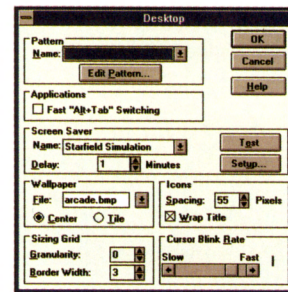 Desktop
Pattern
Name:
Edit Pattern...
OK
Cancel
Help
Applications
Fast "Alt+Tab" Switching
Screen Saver
Name: Starfield Simulation
Delay: 1 Minutes
Test
Setup...
Wallpaper
File: arcade.bmp
Center Tile
Icons
Spacing: 55 Pixels
Wrap Title
Sizing Grid
Granularity: 0
Border Width: 3
Cursor Blink Rate
Slow Fast